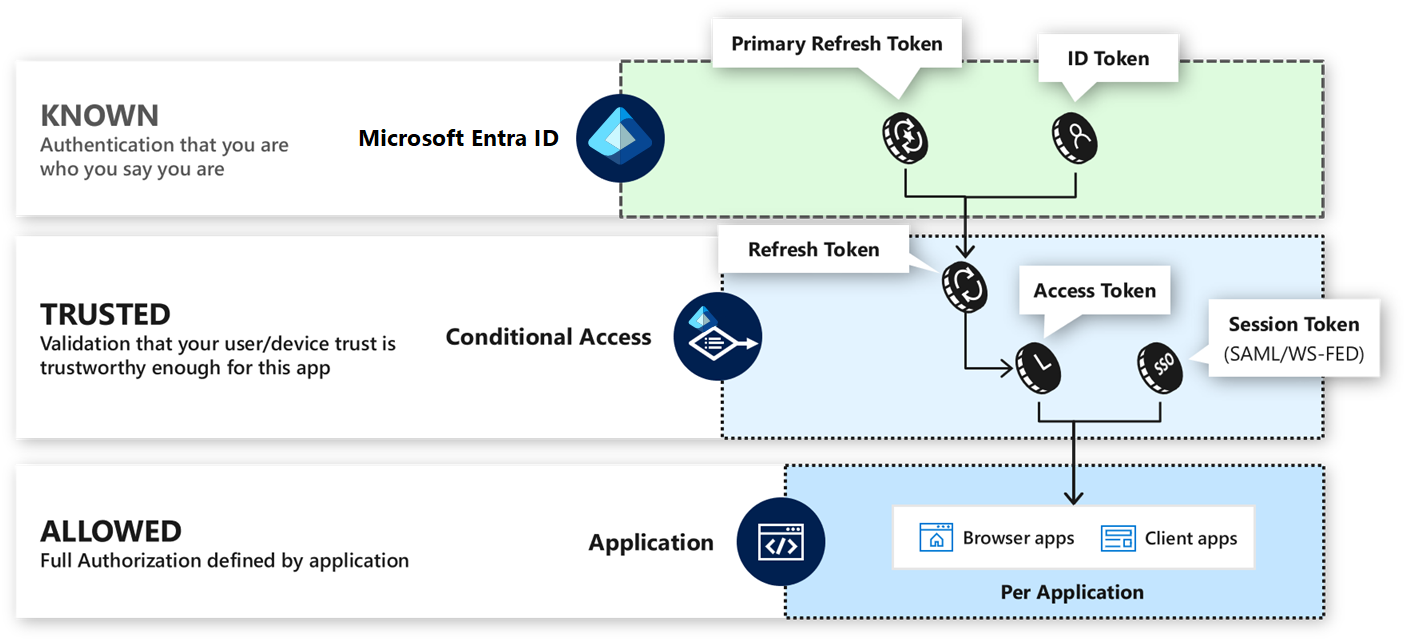 Primary Refresh Token
ID Token
KNOWN
Authentication that you are
who you say you are
Microsoft Entra ID
Refresh Token
Access Token
Session Token
(SAML/WS-FED)
SSO
TRUSTED
Validation that your user/device trust is
trustworthy enough for this app
Conditional Access
ALLOWED
Full Authorization defined by application
Application
Browser apps
Client apps
Per Application